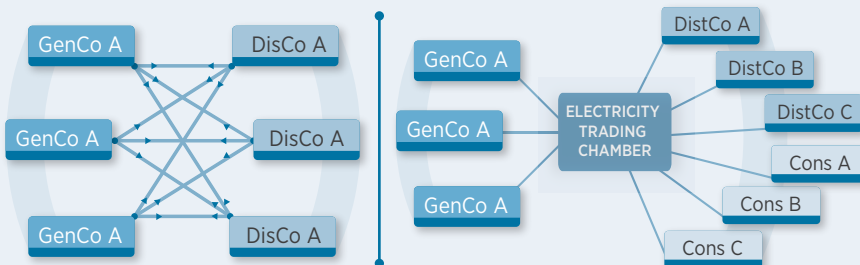 GenCo A
DisCo A
GenCo A
DisCo A
GenCo A
DisCo A
GenCo A
GenCo A
GenCo A
ELECTRICITY
TRADING
CHAMBER
DistCo A
DistCo B
DistCo C
Cons A
Cons B
Cons C